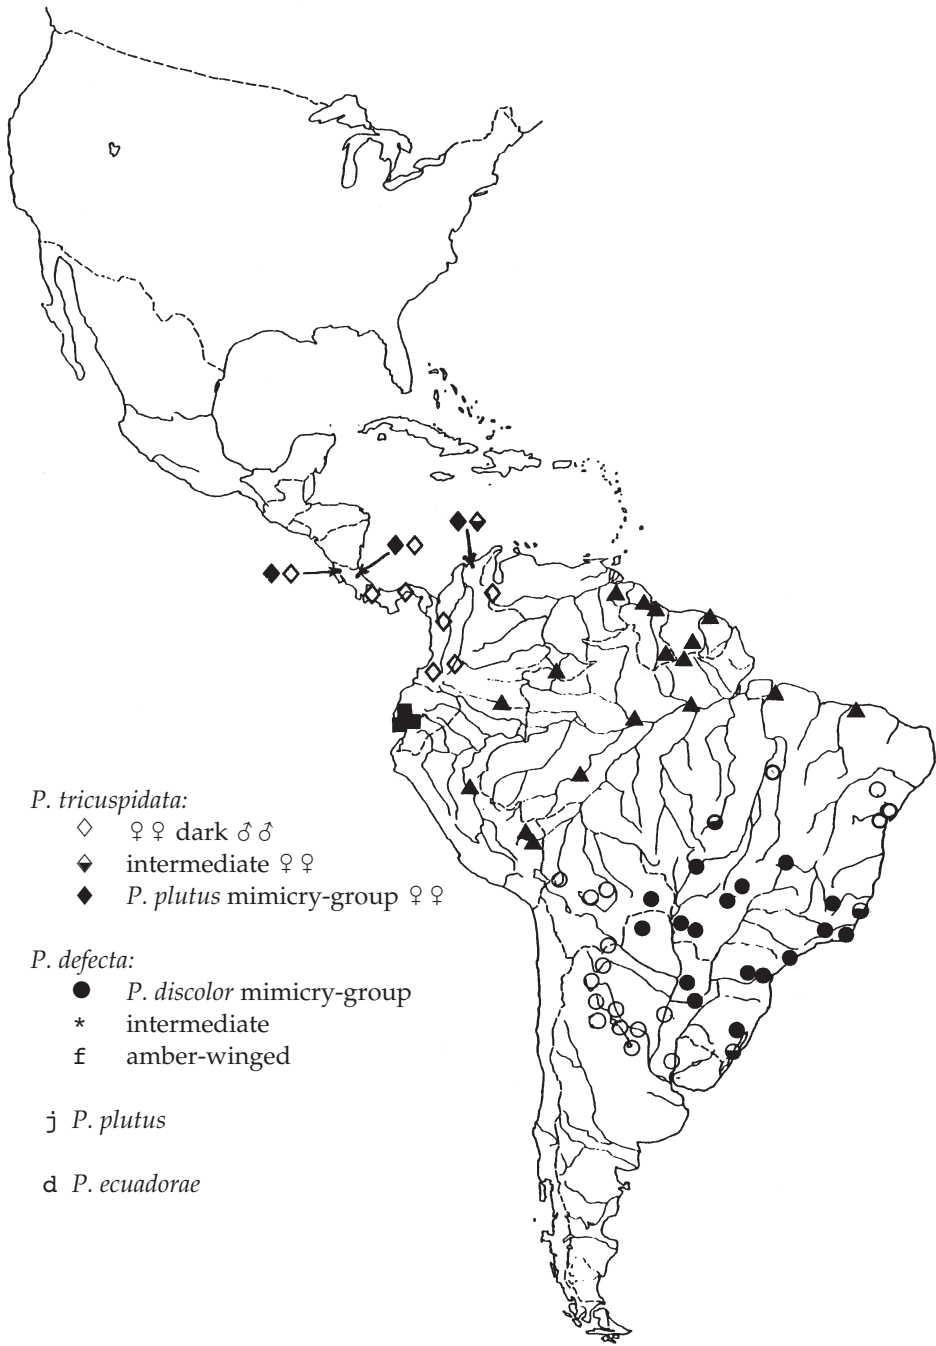 P. tricuspidata:
◇ ♀♀ dark ♂♂
⬙ intermediate ♀♀
◆ P. plutus mimicry-group ♀♀
P. defecta:
● P. discolor mimicry-group
* intermediate
f amber-winged
j P. plutus
d P. ecuadorae